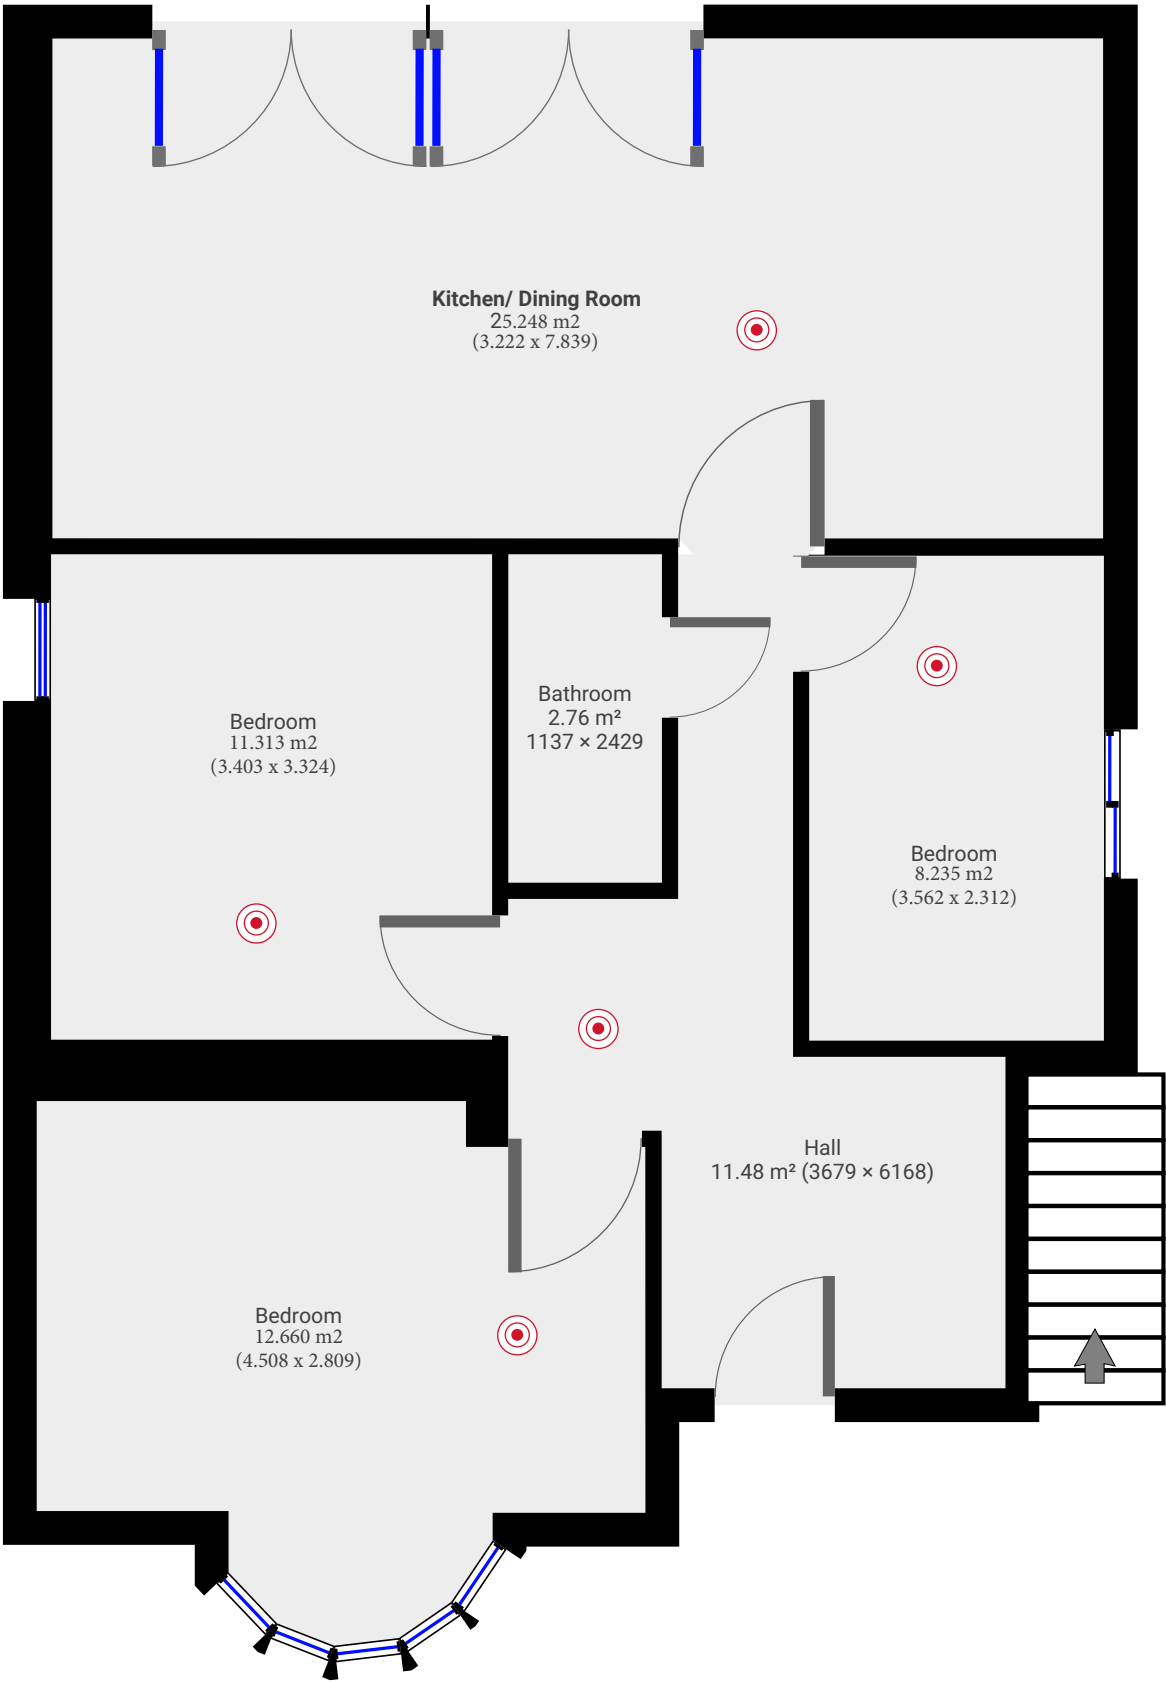 Kitchen/ Dining Room
25.248 m2
(3.222 x 7.839)
Bathroom
2.76 m²
1137 × 2429
Bedroom
11.313 m2
(3.403 x 3.324)
Bedroom
8.235 m2
(3.562 x 2.312)
Hall
11.48 m² (3679 × 6168)
Bedroom
12.660 m2
(4.508 x 2.809)